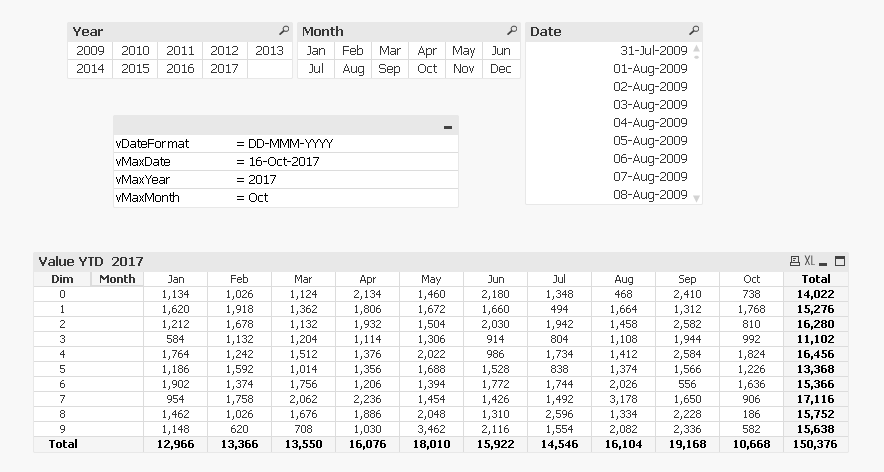 Year
2009 2010 2011 2012 2013
2014 2015 2016 2017
Month
Jan Feb Mar Apr May Jun
Jul Aug Sep Oct Nov Dec
Date
31-Jul-2009
01-Aug-2009
02-Aug-2009
03-Aug-2009
04-Aug-2009
05-Aug-2009
06-Aug-2009
07-Aug-2009
08-Aug-2009
vDateFormat = DD-MMM-YYYY
vMaxDate = 16-Oct-2017
vMaxYear = 2017
vMaxMonth = Oct
Value YTD 2017 XL
Dim Month Jan Feb Mar Apr May Jun Jul Aug Sep Oct Total
0 1,134 1,026 1,124 2,134 1,460 2,180 1,348 468 2,410 738 14,022
1 1,620 1,918 1,362 1,806 1,672 1,660 494 1,664 1,312 1,768 15,276
2 1,212 1,678 1,132 1,932 1,504 2,030 1,942 1,458 2,582 810 16,280
3 584 1,132 1,204 1,114 1,306 914 804 1,108 1,944 992 11,102
4 1,764 1,242 1,512 1,376 2,022 986 1,734 1,412 2,584 1,824 16,456
5 1,186 1,592 1,014 1,356 1,688 1,528 838 1,374 1,566 1,226 13,368
6 1,902 1,374 1,756 1,206 1,394 1,772 1,744 2,026 556 1,636 15,366
7 954 1,758 2,062 2,236 1,454 1,426 1,492 3,178 1,650 906 17,116
8 1,462 1,026 1,676 1,886 2,048 1,310 2,596 1,334 2,228 186 15,752
9 1,148 620 708 1,030 3,462 2,116 1,554 2,082 2,336 582 15,638
Total 12,966 13,366 13,550 16,076 18,010 15,922 14,546 16,104 19,168 10,668 150,376